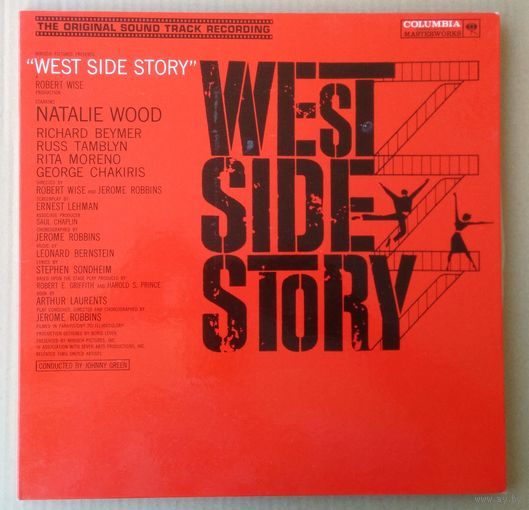 THE ORIGINAL SOUND TRACK RECORDING
COLUMBIA
MASTERWORKS
MIRISCH PICTURES PRESENTS
"WEST SIDE STORY"
A
ROBERT WISE
PRODUCTION
STARRING
NATALIE WOOD
RICHARD BEYMER
RUSS TAMBLYN
RITA MORENO
GEORGE CHAKIRIS
DIRECTED BY
ROBERT WISE AND JEROME ROBBINS
SCREENPLAY BY
ERNEST LEHMAN
ASSOCIATE PRODUCER
SAUL CHAPLIN
CHOREOGRAPHED BY
JEROME ROBBINS
MUSIC BY
LEONARD BERNSTEIN
LYRICS BY
STEPHEN SONDHEIM
BASED UPON THE STAGE PLAY PRODUCED BY
ROBERT E. GRIFFITH AND HAROLD S. PRINCE
BOOK BY
ARTHUR LAURENTS
PLAY CONCEIVED, DIRECTED AND CHOREOGRAPHED BY
JEROME ROBBINS
FILMED IN PANAVISION® 70/ TECHNICOLOR®
PRODUCTION DESIGNED BY BORIS LEVEN
PRESENTED BY MIRISCH PICTURES, INC.
IN ASSOCIATION WITH SEVEN ARTS PRODUCTIONS, INC.
RELEASED THRU UNITED ARTISTS
CONDUCTED BY JOHNNY GREEN
WEST
SIDE
STORY
ay.by